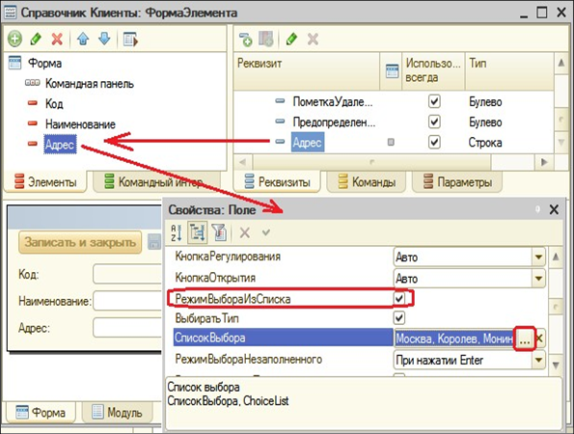 Справочник Клиенты: ФормаЭлемента
Форма
Командная панель
Код
Наименование
Адрес
Элементы
Командный интер...
Реквизит
Использо...
всегда
Тип
ПометкаУдале...
Булево
Предопределен...
Булево
Адрес
Строка
Реквизиты
Команды
Параметры
Записать и закрыть
Код:
Наименование:
Адрес:
Форма
Модуль
Свойства: Поле
КнопкаРегулирования
Авто
КнопкаОткрытия
Авто
РежимВыбораИзСписка
ВыбиратьТип
СписокВыбора
Москва, Королев, Монин
...
РежимВыбораНезаполненного
При нажатии Enter
Список выбора
СписокВыбора, ChoiceList